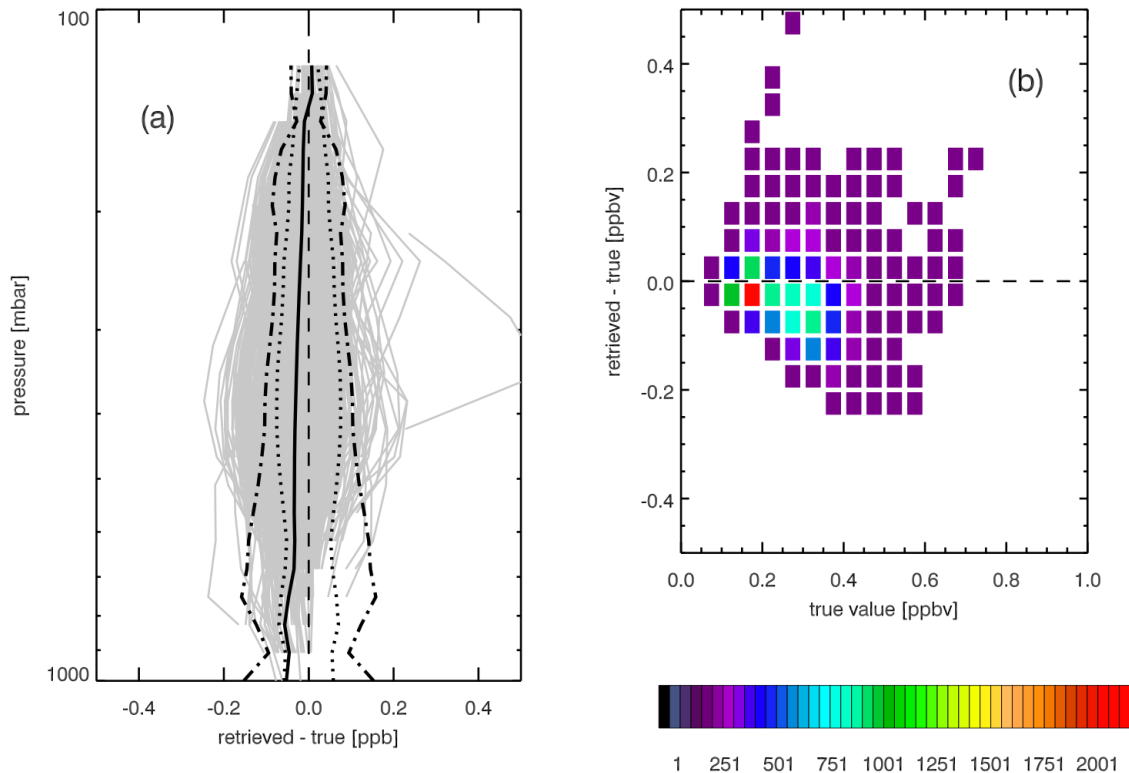 100
(a)
pressure [mbar]
1000
-0.4 -0.2 0.0 0.2 0.4
retrieved - true [ppb]
0.4
(b)
0.2
retrieved - true [ppbv]
0.0
-0.2
-0.4
0.0 0.2 0.4 0.6 0.8 1.0
true value [ppbv]
1 251 501 751 1001 1251 1501 1751 2001